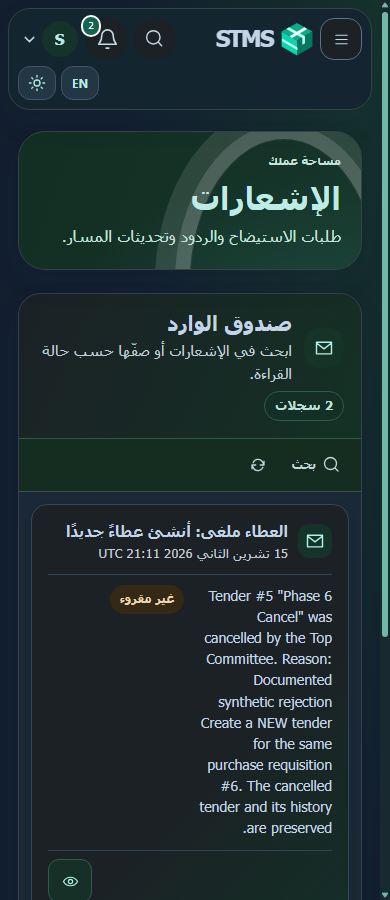 STMS
2
S
EN
مساحة عملك
الإشعارات
طلبات الاستيضاح والردود وتحديثات المسار.
صندوق الوارد
ابحث في الإشعارات أو صفّها حسب حالة
القراءة.
2 سجلات
بحث
العطاء ملغى: أنشئ عطاءً جديدًا
15 تشرين الثاني 2026 21:11 UTC
غير مقروء
Tender #5 "Phase 6
Cancel" was
cancelled by the Top
Committee. Reason:
Documented
synthetic rejection
Create a NEW tender
for the same
purchase requisition
#6. The cancelled
tender and its history
are preserved.